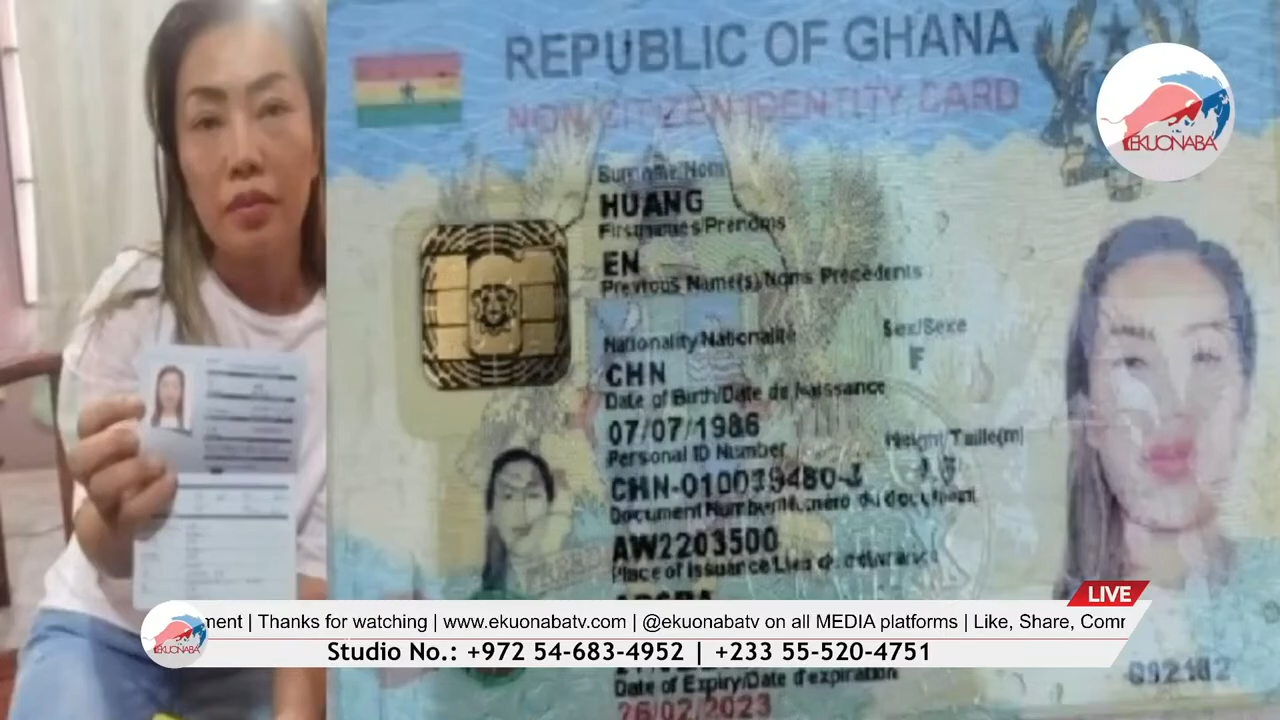 REPUBLIC OF GHANA
NON-CITIZEN IDENTITY CARD
EKUONABA
Surname/Nom
HUANG
Firstnames/Prénoms
EN
Previous Name(s)/Noms Précédents
Nationality/Nationalité
Sex/Sexe
CHN
F
Date of Birth/Date de Naissance
07/07/1986
Personal ID Number
Height/Taille(m)
Document Number/Numéro du document
AW2203500
Place of Issuance/Lieu de délivrance
LIVE
ment | Thanks for watching | www.ekuonabatv.com | @ekuonabatv on all MEDIA platforms | Like, Share, Comm
EKUONABA
Studio No.: +972 54-683-4952 | +233 55-520-4751
Date of Expiry/Date d'expiration
26/02/2023